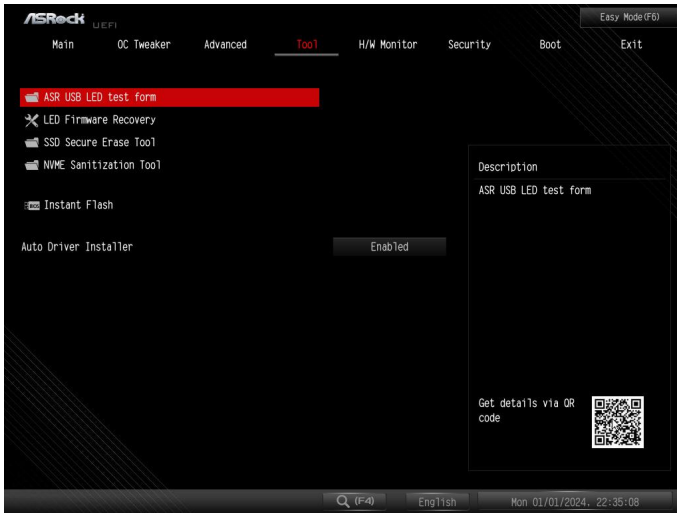 ASRock UEFI
Easy Mode(F6)
Main OC Tweaker Advanced Tool H/W Monitor Security Boot Exit
ASR USB LED test form
LED Firmware Recovery
SSD Secure Erase Tool
NVME Sanitization Tool
BIOS Instant Flash
Auto Driver Installer Enabled
Description
ASR USB LED test form
Get details via QR
code
(F4) English Mon 01/01/2024. 22:35:08